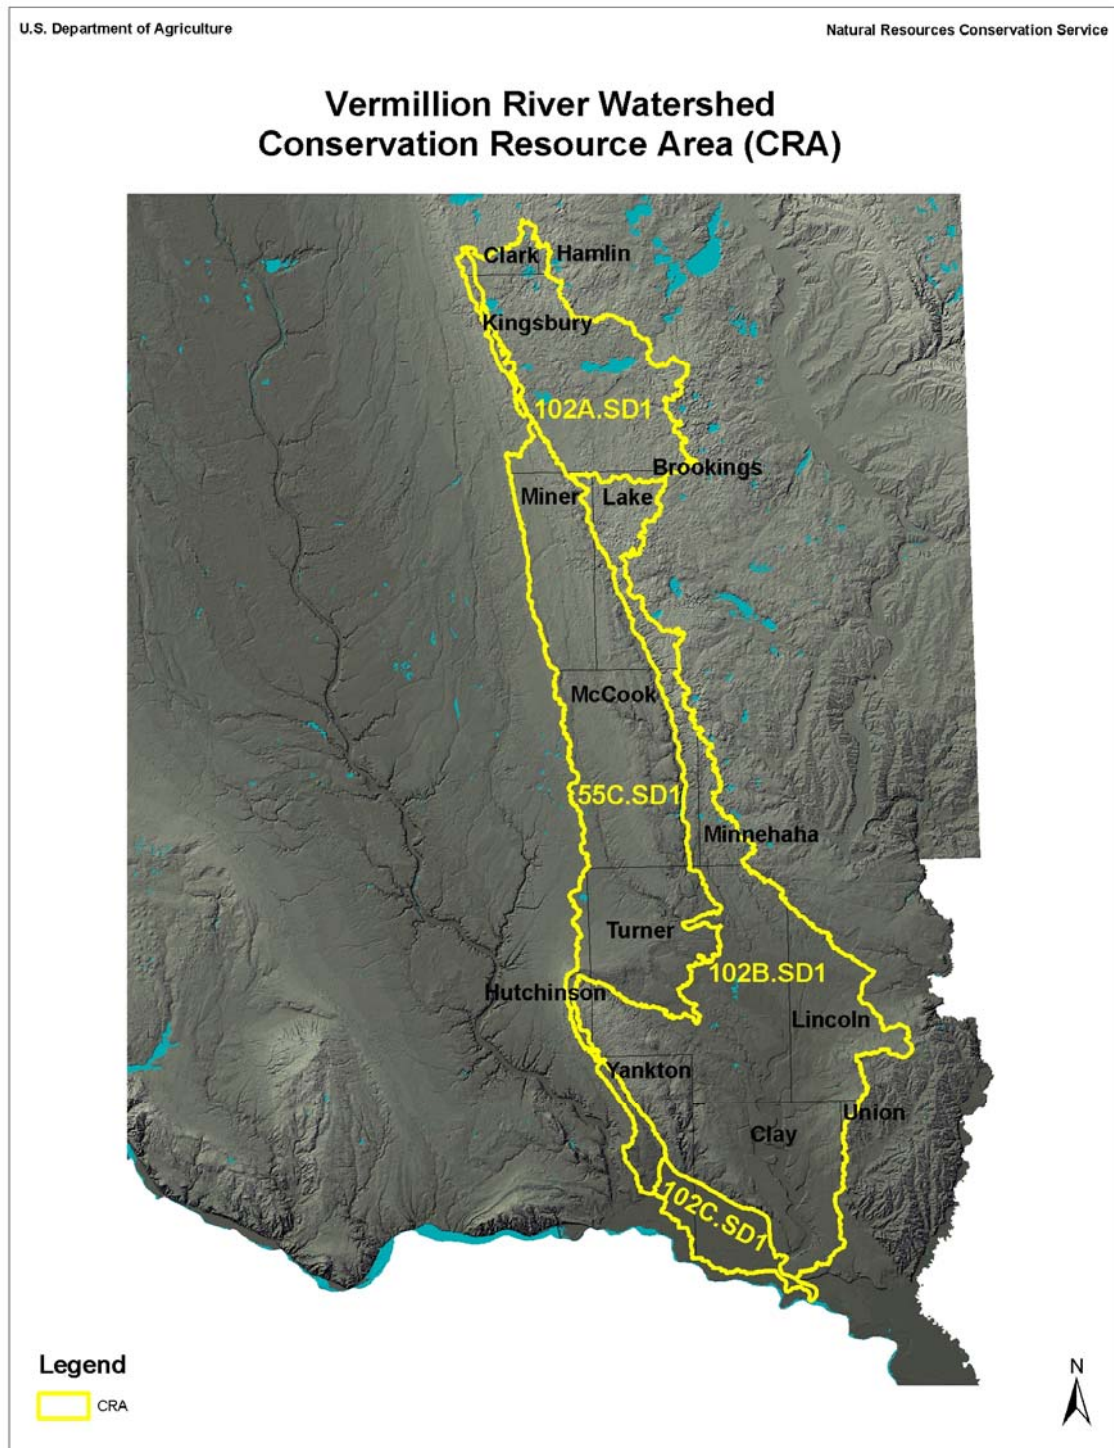 U.S. Department of Agriculture
Natural Resources Conservation Service
Vermillion River Watershed
Conservation Resource Area (CRA)
Clark
Hamlin
Kingsbury
102A.SD1
Brookings
Miner
Lake
McCook
55C.SD1
Minnehaha
Turner
102B.SD1
Hutchinson
Lincoln
Yankton
Union
Clay
102C.SD1
Legend
CRA
N